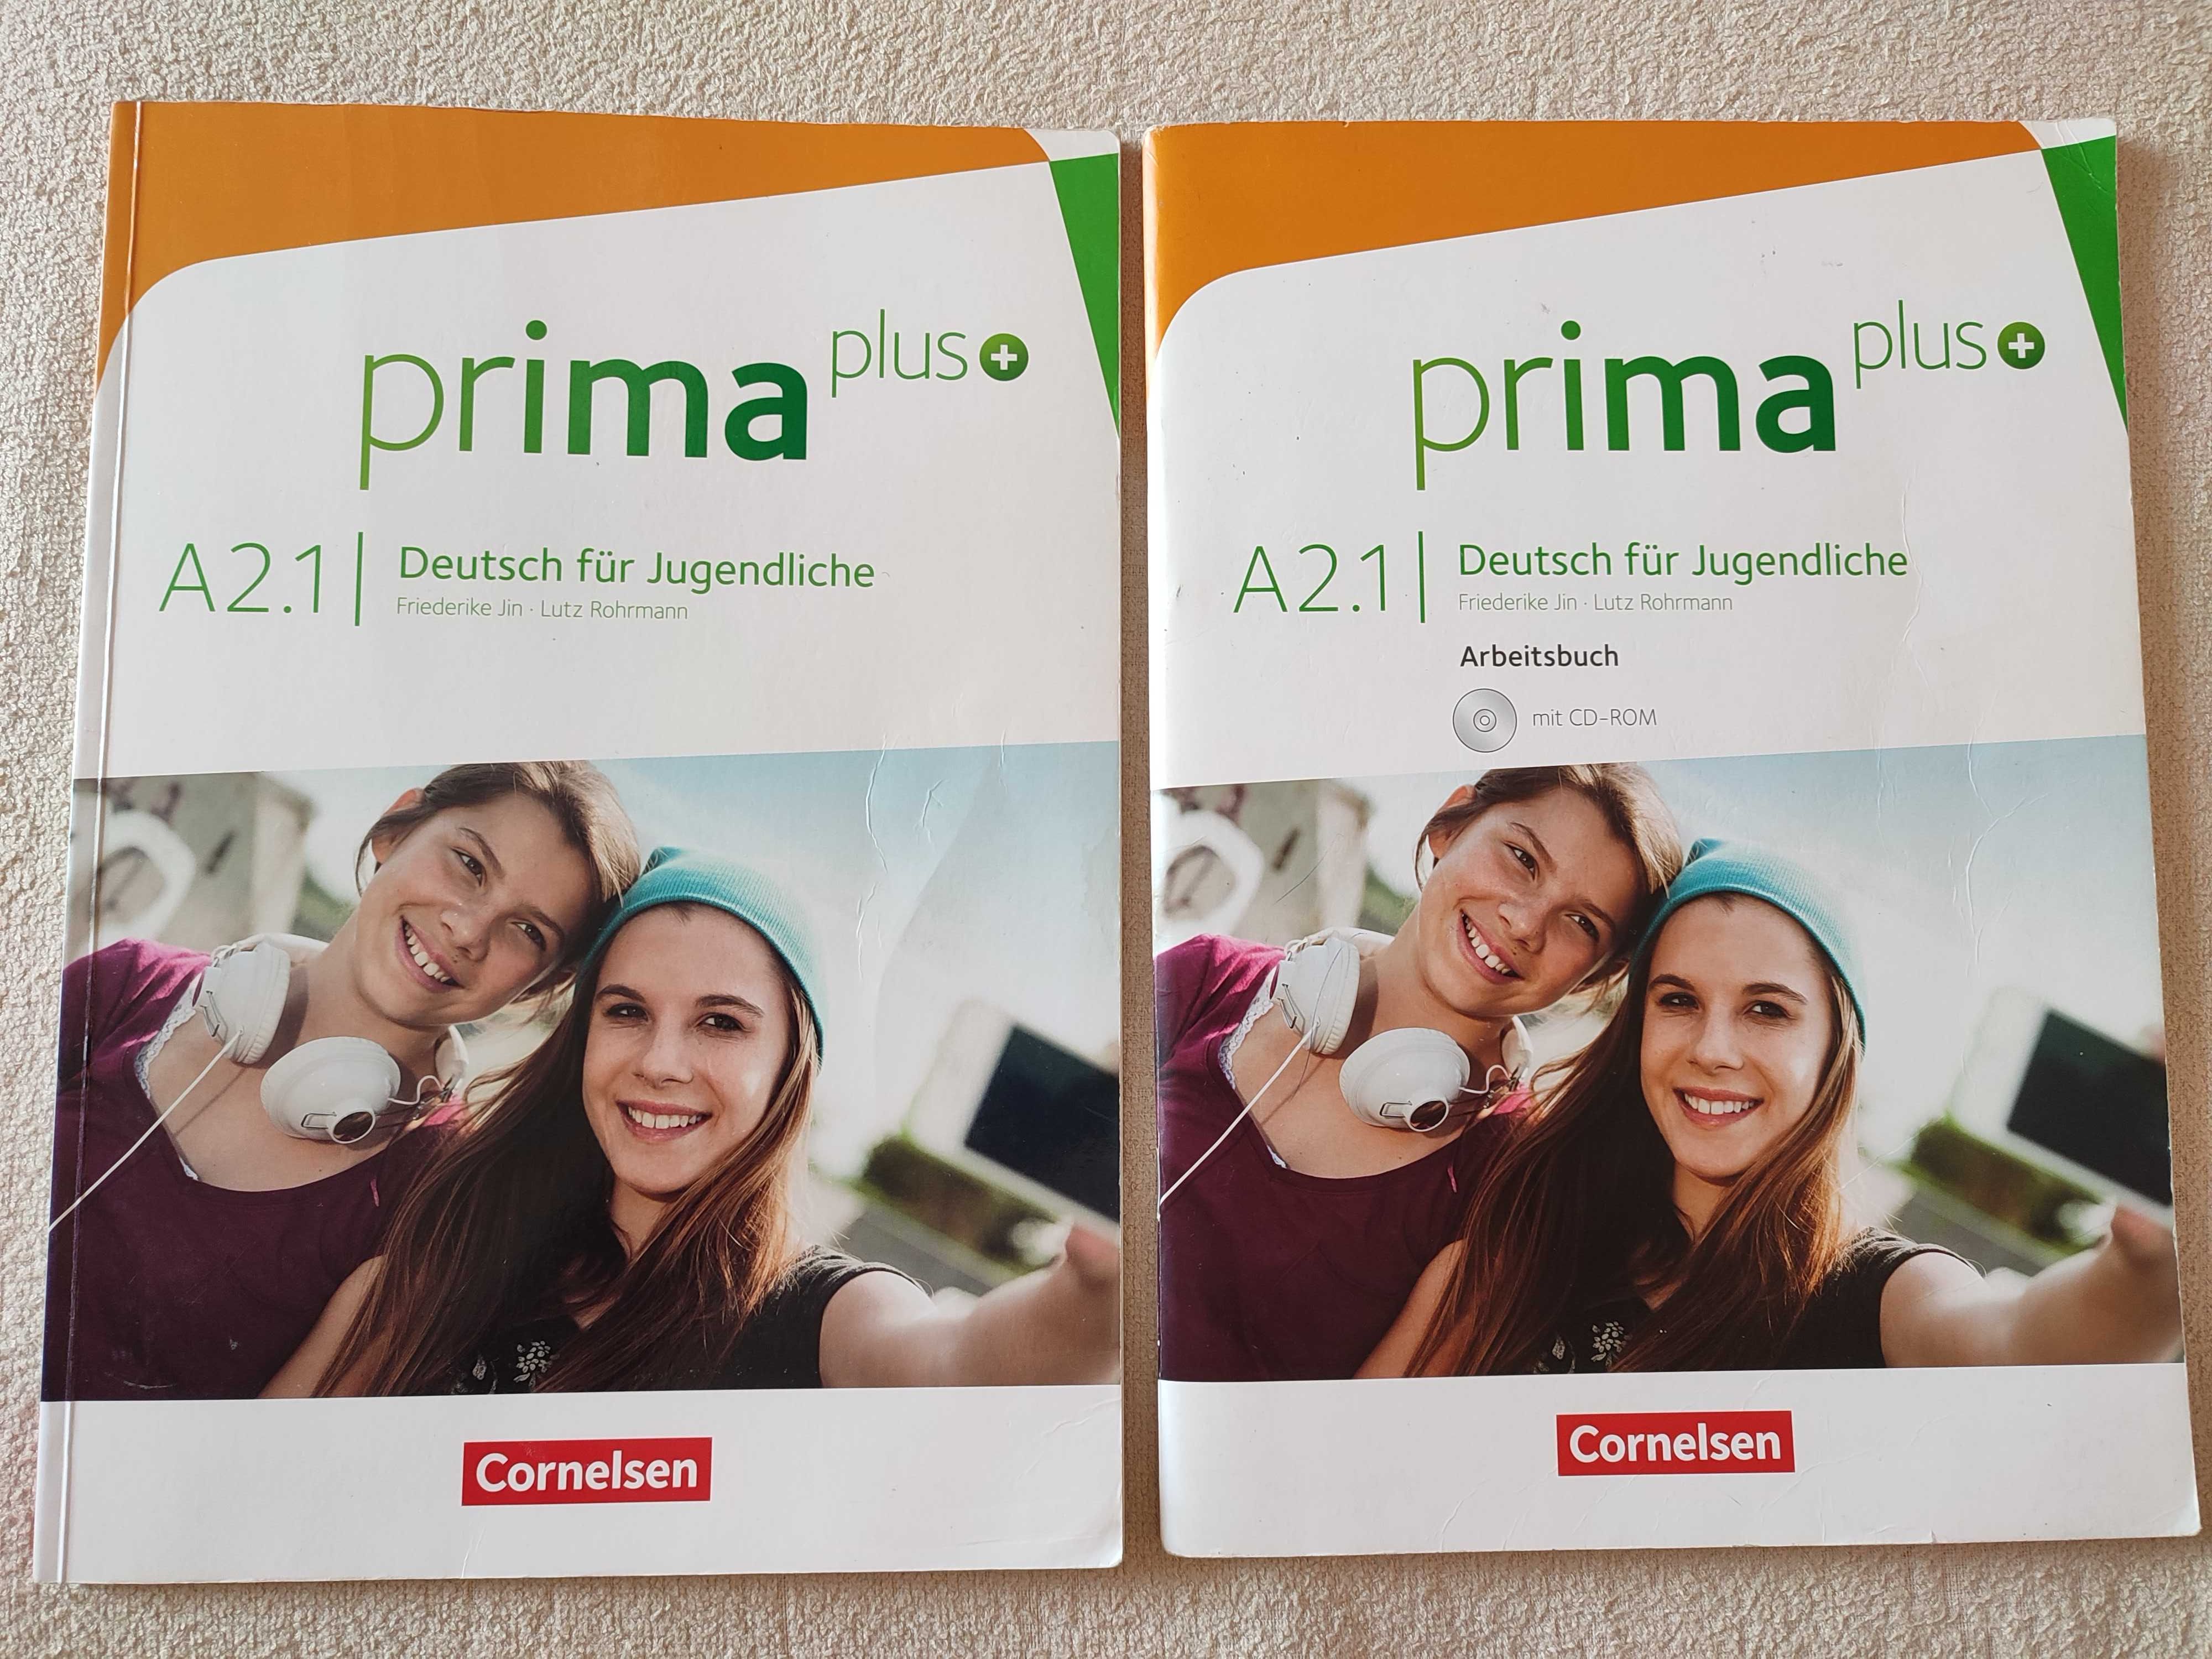 prima plus
A2.1 Deutsch für Jugendliche
Friederike Jin · Lutz Rohrmann
Cornelsen
prima plus
A2.1 Deutsch für Jugendliche
Friederike Jin · Lutz Rohrmann
Arbeitsbuch
mit CD-ROM
Cornelsen